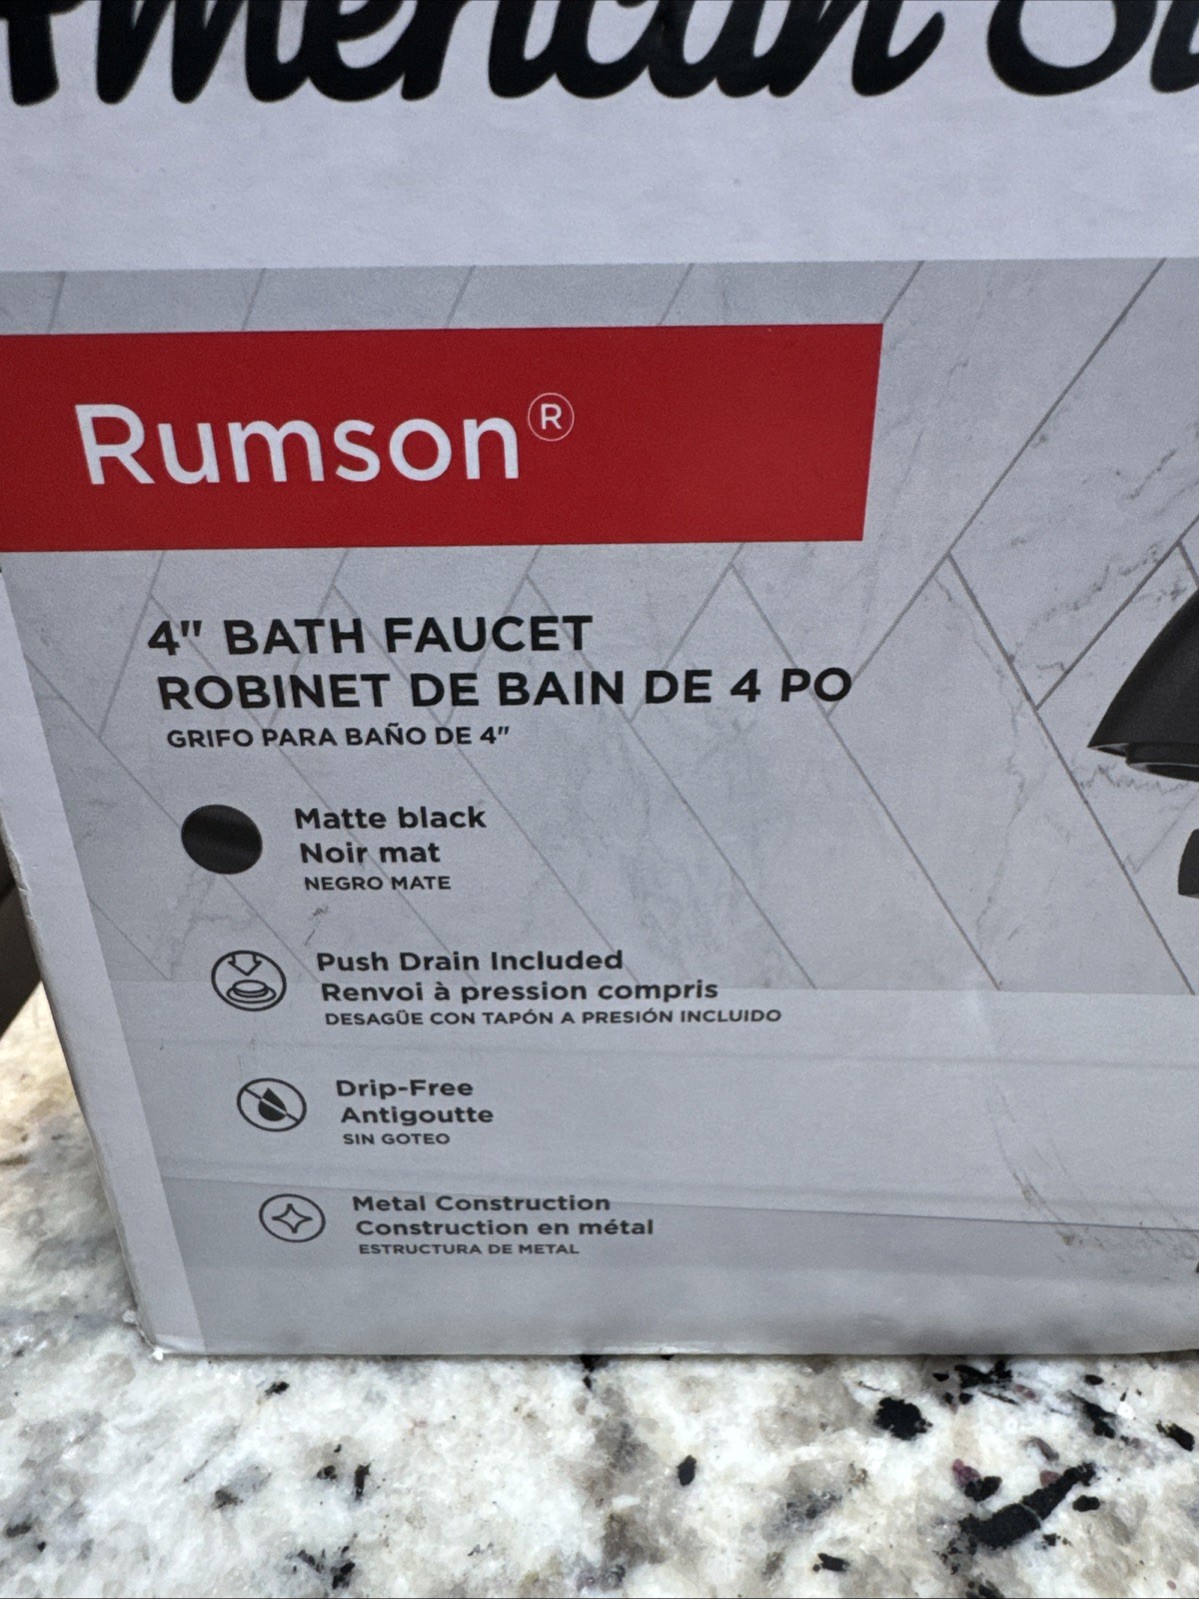 American
Rumson®
4" BATH FAUCET
ROBINET DE BAIN DE 4 PO
GRIFO PARA BAÑO DE 4"
Matte black
Noir mat
NEGRO MATE
Push Drain Included
Renvoi à pression compris
DESAGÜE CON TAPÓN A PRESIÓN INCLUIDO
Drip-Free
Antigoutte
SIN GOTEO
Metal Construction
Construction en métal
ESTRUCTURA DE METAL